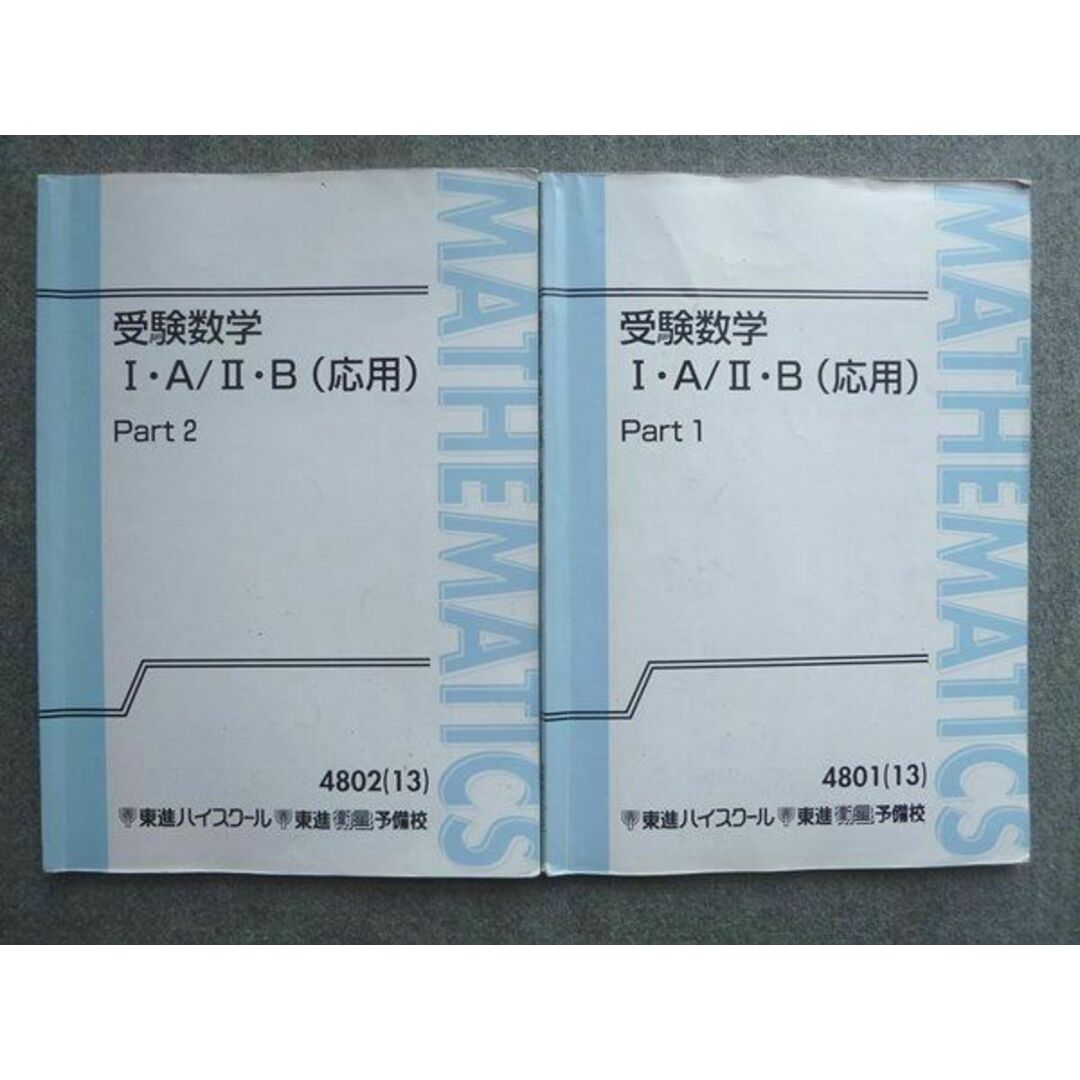 受験数学
Ⅰ・A/Ⅱ・B（応用）
Part 2
4802(13)
東進ハイスクール 東進衛星予備校
MATHEMATICS
受験数学
Ⅰ・A/Ⅱ・B（応用）
Part 1
4801(13)
東進ハイスクール 東進衛星予備校
MATHEMATICS